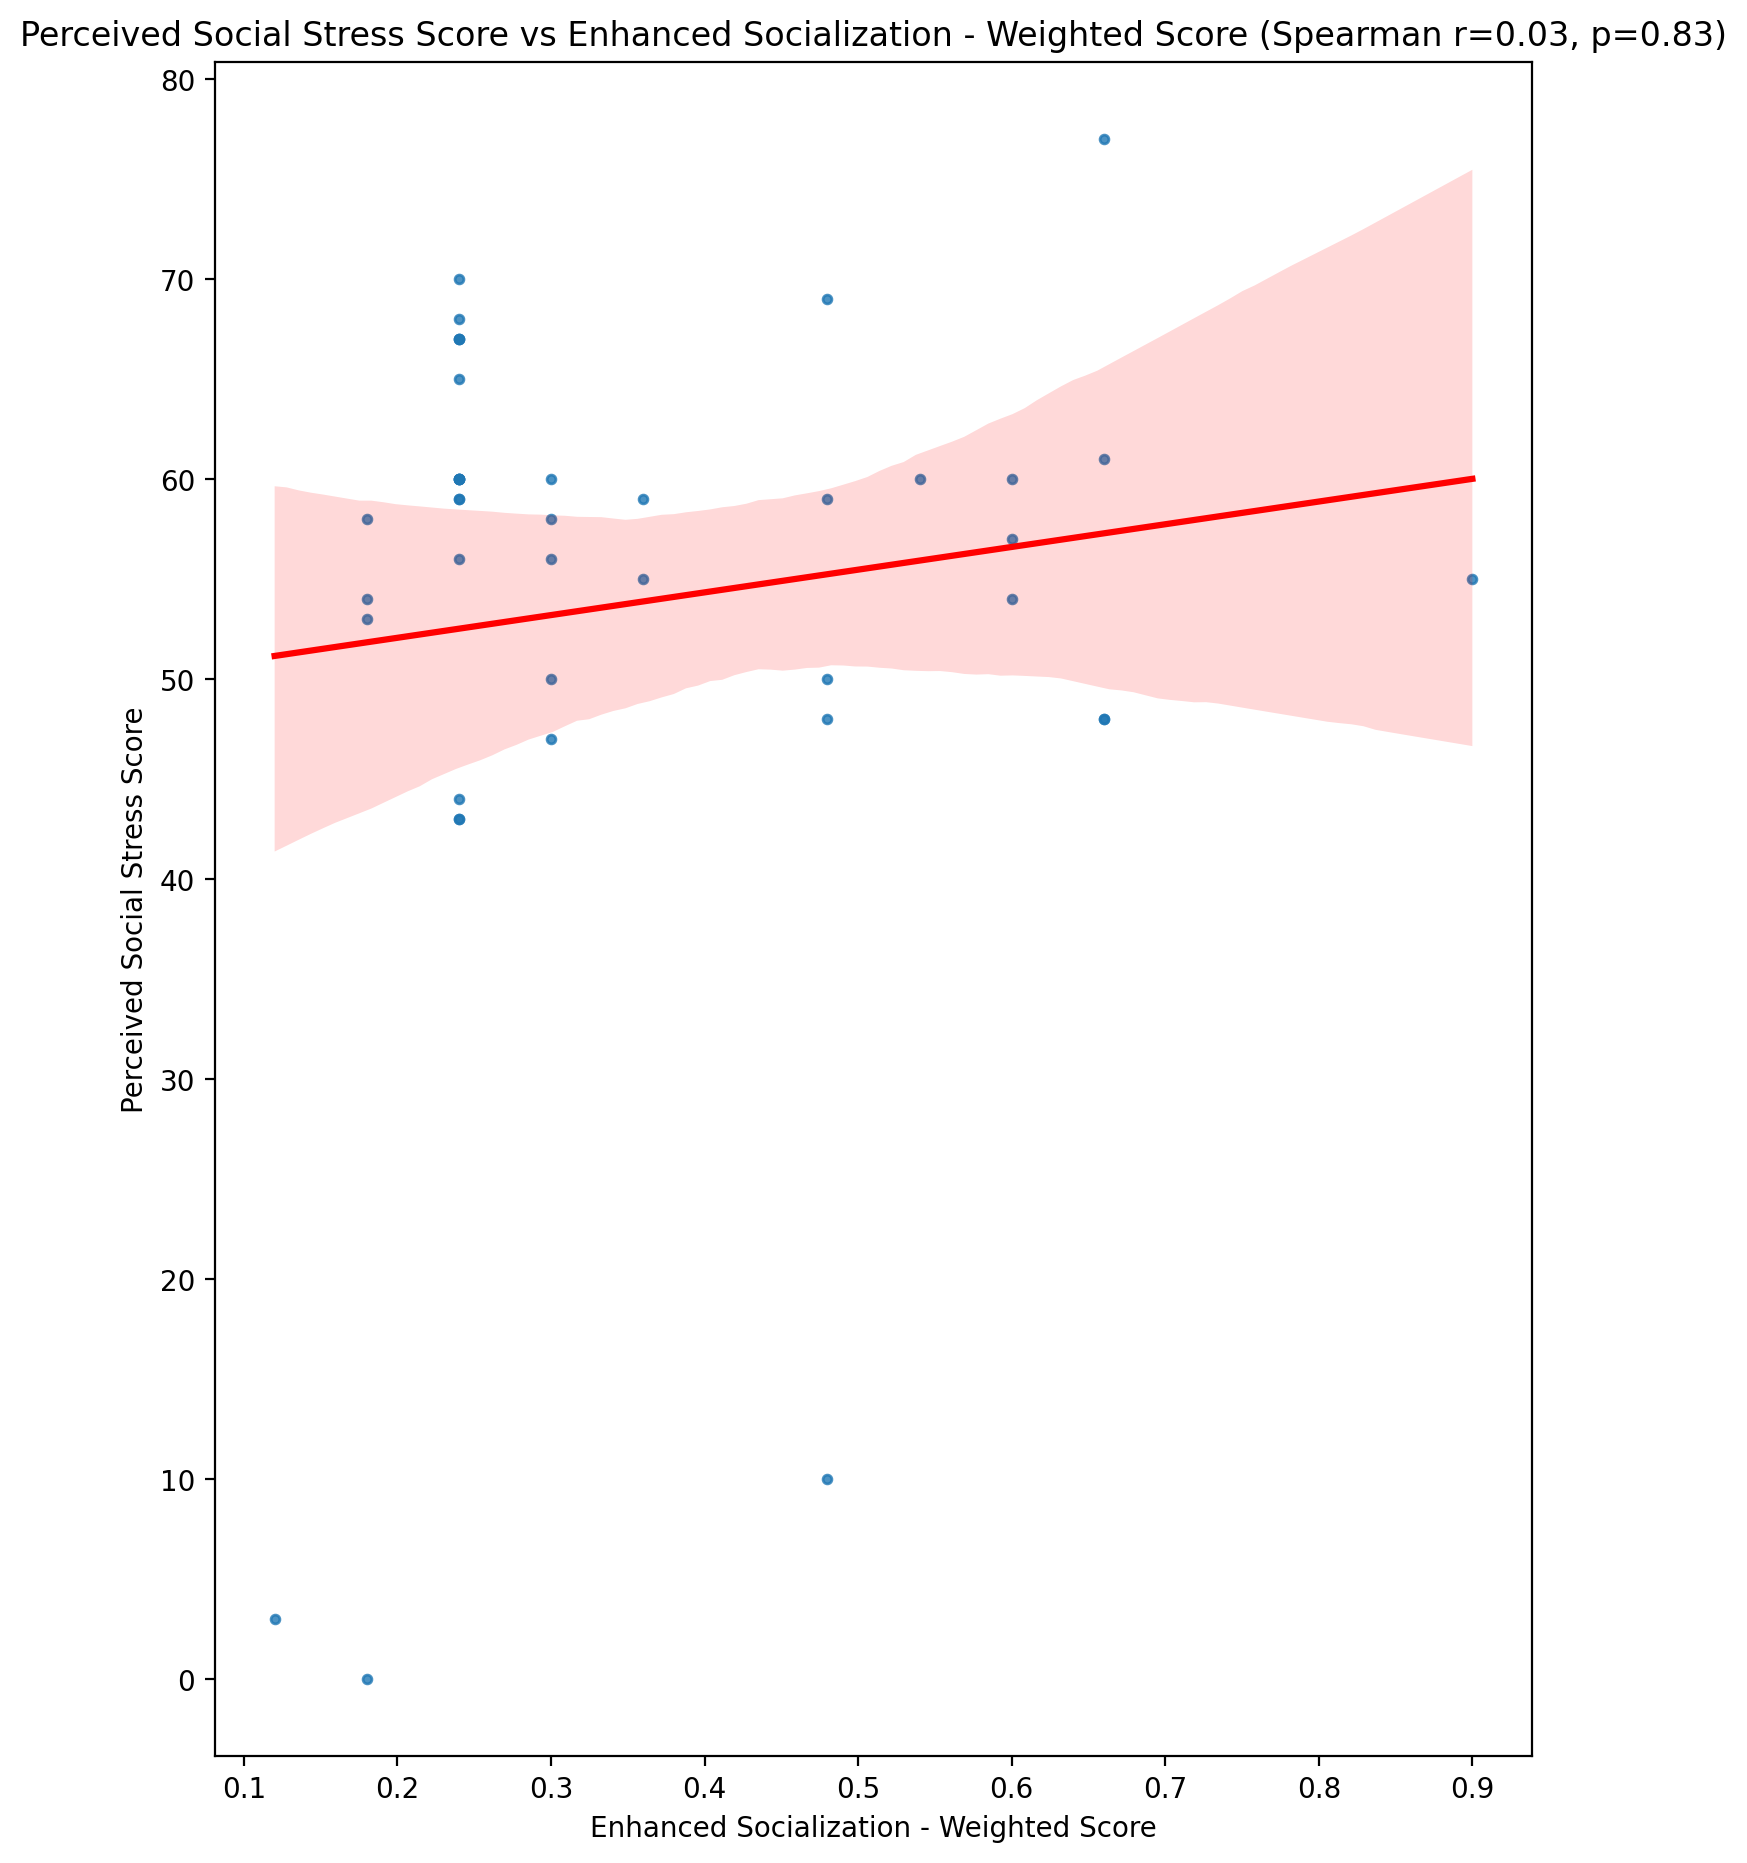 Perceived Social Stress Score vs Enhanced Socialization - Weighted Score (Spearman r=0.03, p=0.83)
80
70
60
50
40
30
20
10
0
Perceived Social Stress Score
0.1 0.2 0.3 0.4 0.5 0.6 0.7 0.8 0.9
Enhanced Socialization - Weighted Score